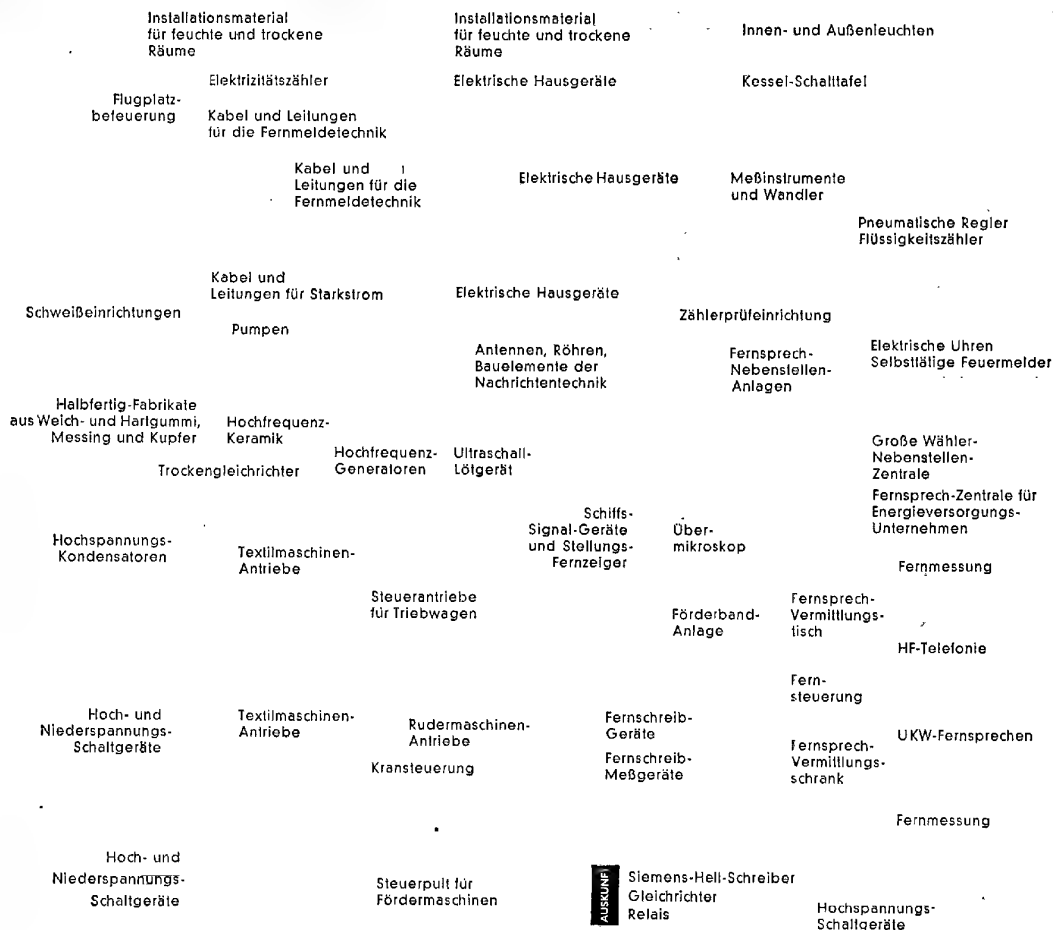 Installationsmaterial
für feuchte und trockene
Räume
Installationsmaterial
für feuchte und trockene
Räume
Innen- und Außenleuchten
Elektrizitätszähler
Elektrische Hausgeräte
Kessel-Schalttafel
Flugplatz-
befeuerung
Kabel und Leitungen
für die Fernmeldetechnik
Kabel und
Leitungen für die
Fernmeldetechnik
Elektrische Hausgeräte
Meßinstrumente
und Wandler
Pneumatische Regler
Flüssigkeitszähler
Kabel und
Leitungen für Starkstrom
Elektrische Hausgeräte
Schweißeinrichtungen
Zählerprüfeinrichtung
Pumpen
Antennen, Röhren,
Bauelemente der
Nachrichtentechnik
Fernsprech-
Nebenstellen-
Anlagen
Elektrische Uhren
Selbsttätige Feuermelder
Halbfertig-Fabrikate
aus Weich- und Hartgummi,
Messing und Kupfer
Hochfrequenz-
Keramik
Trockengleichrichter
Hochfrequenz-
Generatoren
Ultraschall-
Lötgerät
Große Wähler-
Nebenstellen-
Zentrale
Fernsprech-Zentrale für
Energieversorgungs-
Unternehmen
Hochspannungs-
Kondensatoren
Textilmaschinen-
Antriebe
Schiffs-
Signal-Geräte
und Stellungs-
Fernzeiger
Über-
mikroskop
Fernmessung
Steuerantriebe
für Triebwagen
Förderband-
Anlage
Fernsprech-
Vermittlungs-
tisch
HF-Telefonie
Fern-
steuerung
Hoch- und
Niederspannungs-
Schaltgeräte
Textilmaschinen-
Antriebe
Rudermaschinen-
Antriebe
Kransteuerung
Fernschreib-
Geräte
Fernschreib-
Meßgeräte
Fernsprech-
Vermittlungs-
schrank
UKW-Fernsprechen
Fernmessung
Hoch- und
Niederspannungs-
Schaltgeräte
Steuerpult für
Fördermaschinen
AUSKUNFT
Siemens-Hell-Schreiber
Gleichrichter
Relais
Hochspannungs-
Schaltgeräte